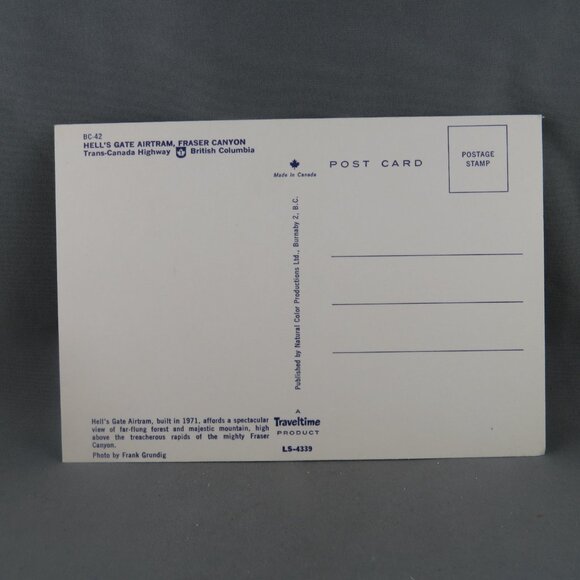 BC-42
HELL'S GATE AIRTRAM, FRASER CANYON
Trans-Canada Highway British Columbia
Made in Canada
POST CARD
POSTAGE
STAMP
Published by Natural Color Productions Ltd., Burnaby 2, B.C.
Hell's Gate Airtram, built in 1971, affords a spectacular
view of far-flung forest and majestic mountain, high
above the treacherous rapids of the mighty Fraser
Canyon.
Photo by Frank Grundig
A
Traveltime
PRODUCT
LS-4339